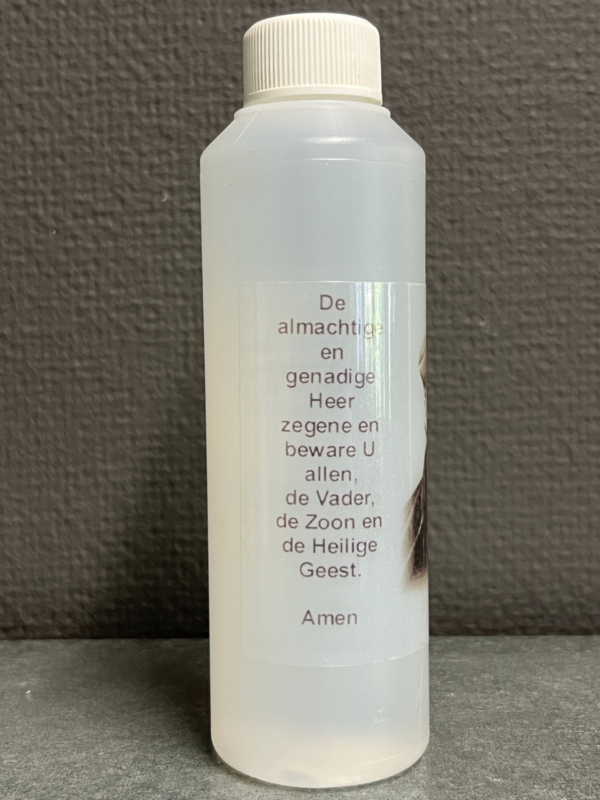 De
almachtige
en
genadige
Heer
zegene en
beware U
allen,
de Vader,
de Zoon en
de Heilige
Geest.
Amen